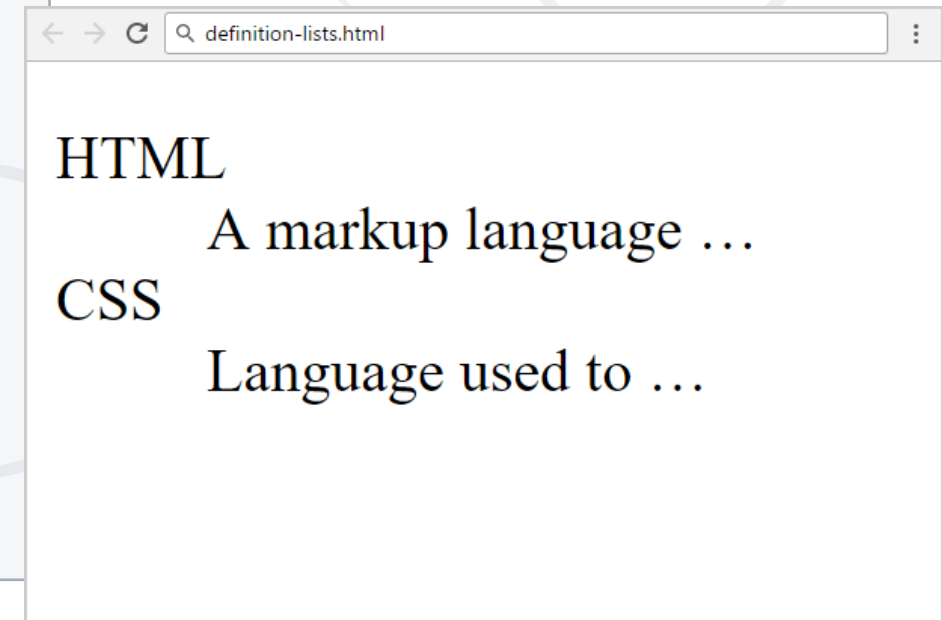 definition-lists.html
HTML
A markup language …
CSS
Language used to …